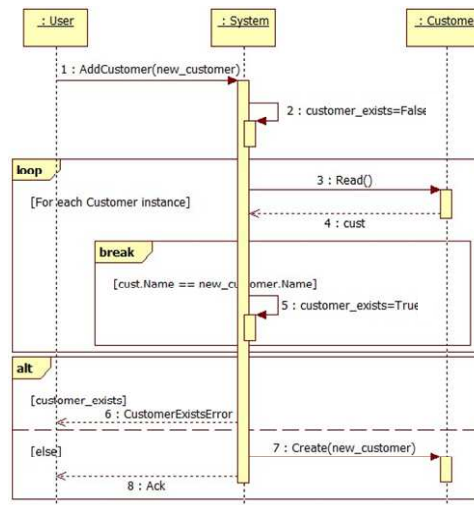 : User
: System
: Customer
1 : AddCustomer(new_customer)
2 : customer_exists=False
loop
3 : Read()
[For each Customer instance]
4 : cust
break
[cust.Name == new_customer.Name]
5 : customer_exists=True
alt
[customer_exists]
6 : CustomerExistsError
[else]
7 : Create(new_customer)
8 : Ack